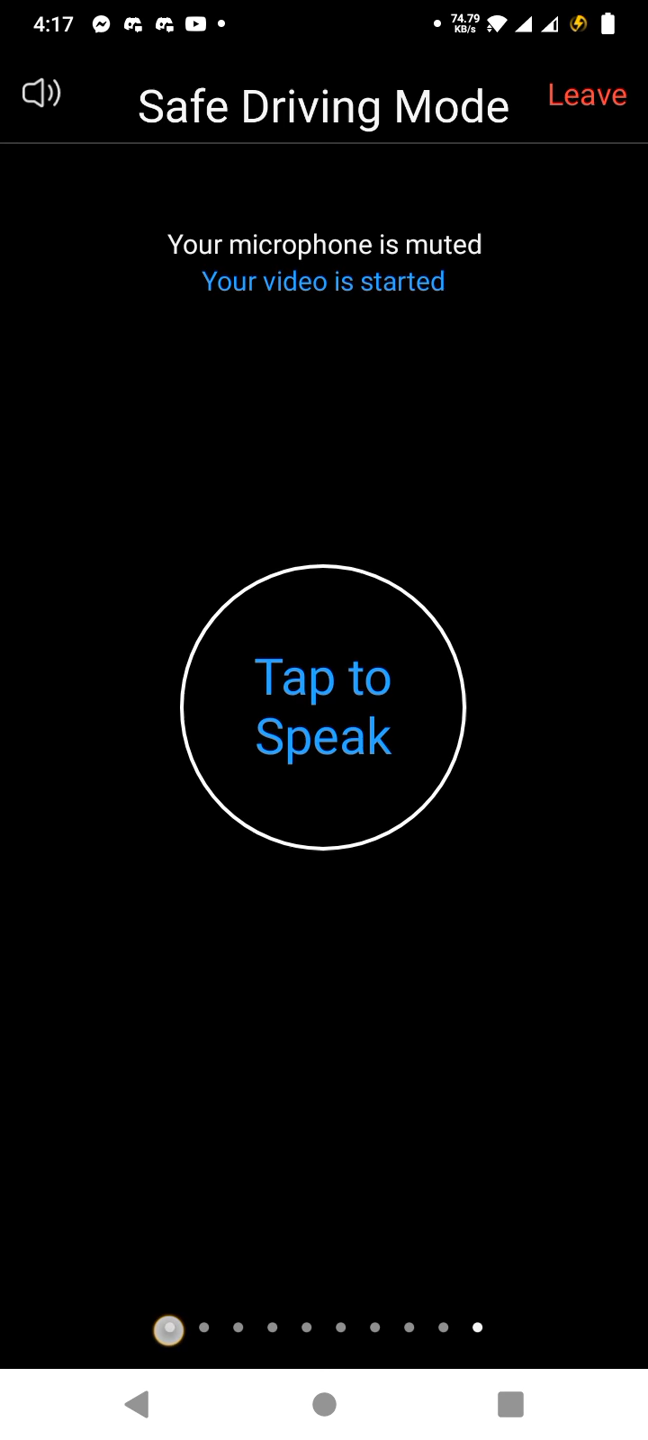 4:17
74.79
KB/s
Safe Driving Mode
Leave
Your microphone is muted
Your video is started
Tap to
Speak